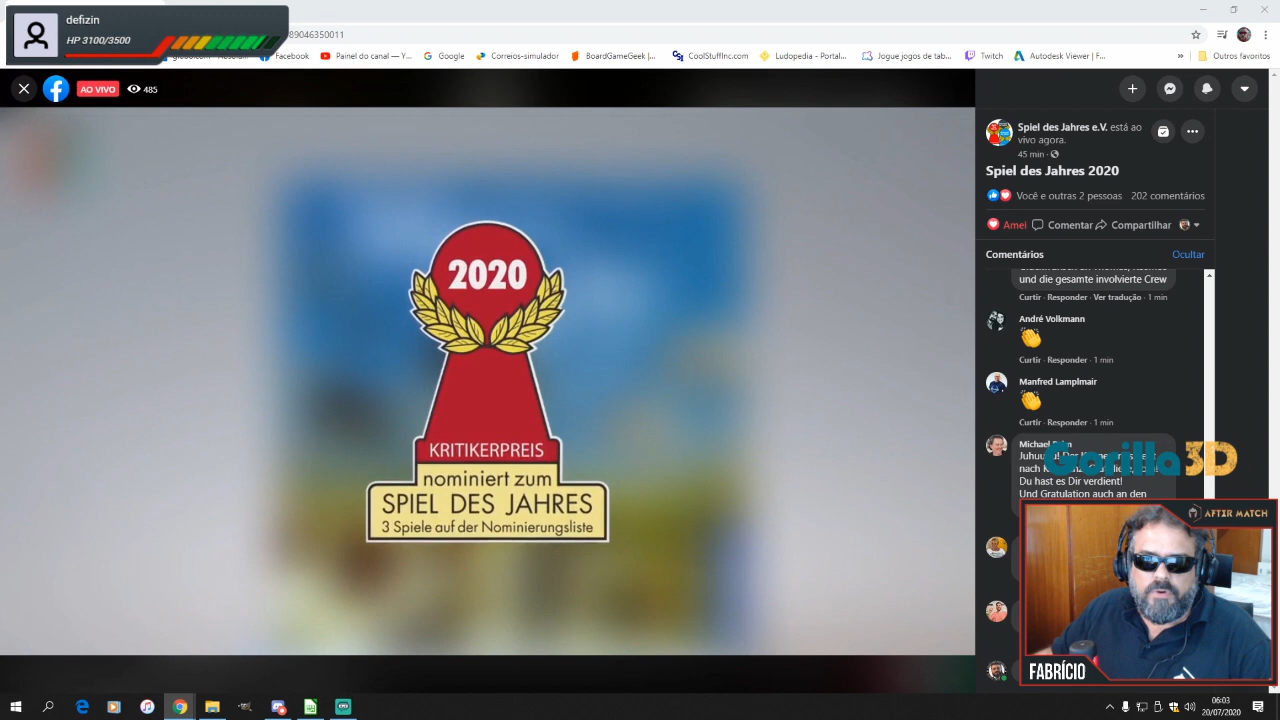 defizin
HP 3100/3500
89046350011
Facebook
Painel do canal — Y...
Google
Correios-simulador
BoardGameGeek |...
CoolStuffInc.com
Ludopedia - Portal...
Jogue jogos de tab...
Twitch
Autodesk Viewer | F...
»
Outros favoritos
AO VIVO
485
Spiel des Jahres e.V. está ao
vivo agora.
45 min ·
Spiel des Jahres 2020
Você e outras 2 pessoas
202 comentários
Amei
Comentar
Compartilhar
Comentários
Ocultar
und die gesamte involvierte Crew
Curtir · Responder · Ver tradução · 1 min
André Volkmann
Curtir · Responder · 1 min
Manfred Lamplmair
Curtir · Responder · 1 min
Michael
nach
Du hast es Dir verdient!
Und Gratulation auch an den
Gorilla3D
2020
KRITIKERPREIS
nominiert zum
SPIEL DES JAHRES
3 Spiele auf der Nominierungsliste
AFTER MATCH
FABRÍCIO
06:03
20/07/2020